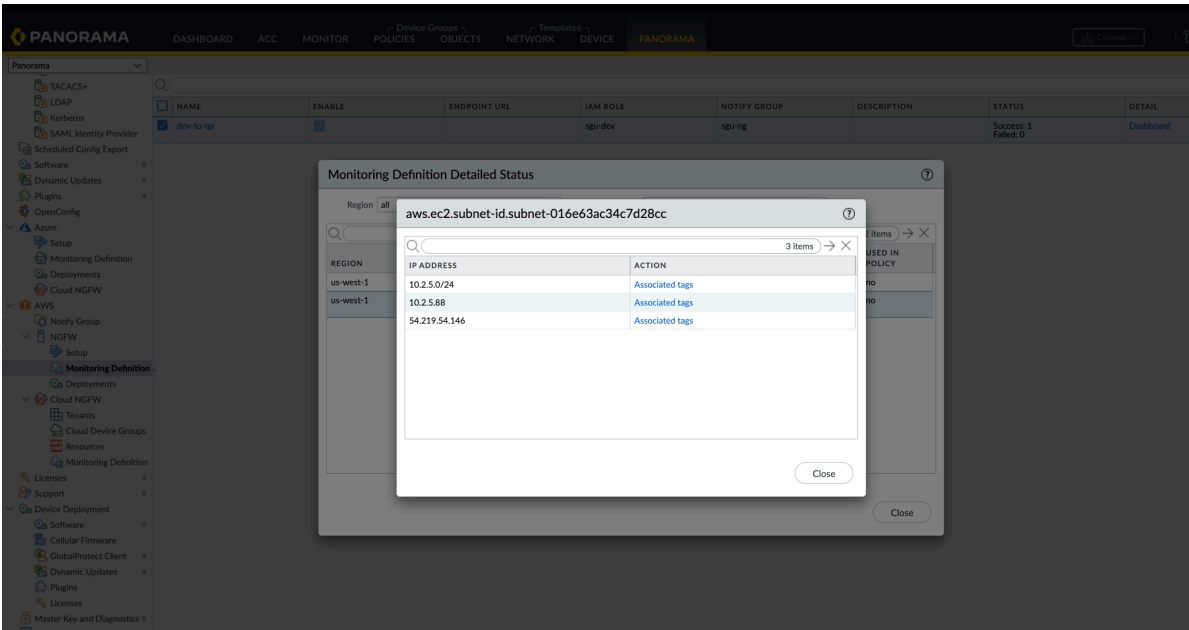 PANORAMA
DASHBOARD
ACC
MONITOR
Device Groups
POLICIES
OBJECTS
Templates
NETWORK
DEVICE
PANORAMA
Commit
Panorama
TACACS+
LDAP
Kerberos
SAML Identity Provider
Scheduled Config Export
Software
Dynamic Updates
Plugins
OpenConfig
Azure
Setup
Monitoring Definition
Deployments
Cloud NGFW
AWS
Notify Group
NGFW
Setup
Monitoring Definition
Deployments
Cloud NGFW
Tenants
Cloud Device Groups
Resources
Monitoring Definition
Licenses
Support
Device Deployment
Software
Cellular Firmware
GlobalProtect Client
Dynamic Updates
Plugins
Licenses
Master Key and Diagnostics
NAME ENABLE ENDPOINT URL IAM ROLE NOTIFY GROUP DESCRIPTION STATUS DETAIL
dev-to-qa sgu-dev sgu-ng Success: 1 Dashboard
Failed: 0
Monitoring Definition Detailed Status
Region all
2 items
REGION USED IN POLICY
us-west-1 no
us-west-1 no
Close
aws.ec2.subnet-id.subnet-016e63ac34c7d28cc
3 items
IP ADDRESS ACTION
10.2.5.0/24 Associated tags
10.2.5.88 Associated tags
54.219.54.146 Associated tags
Close